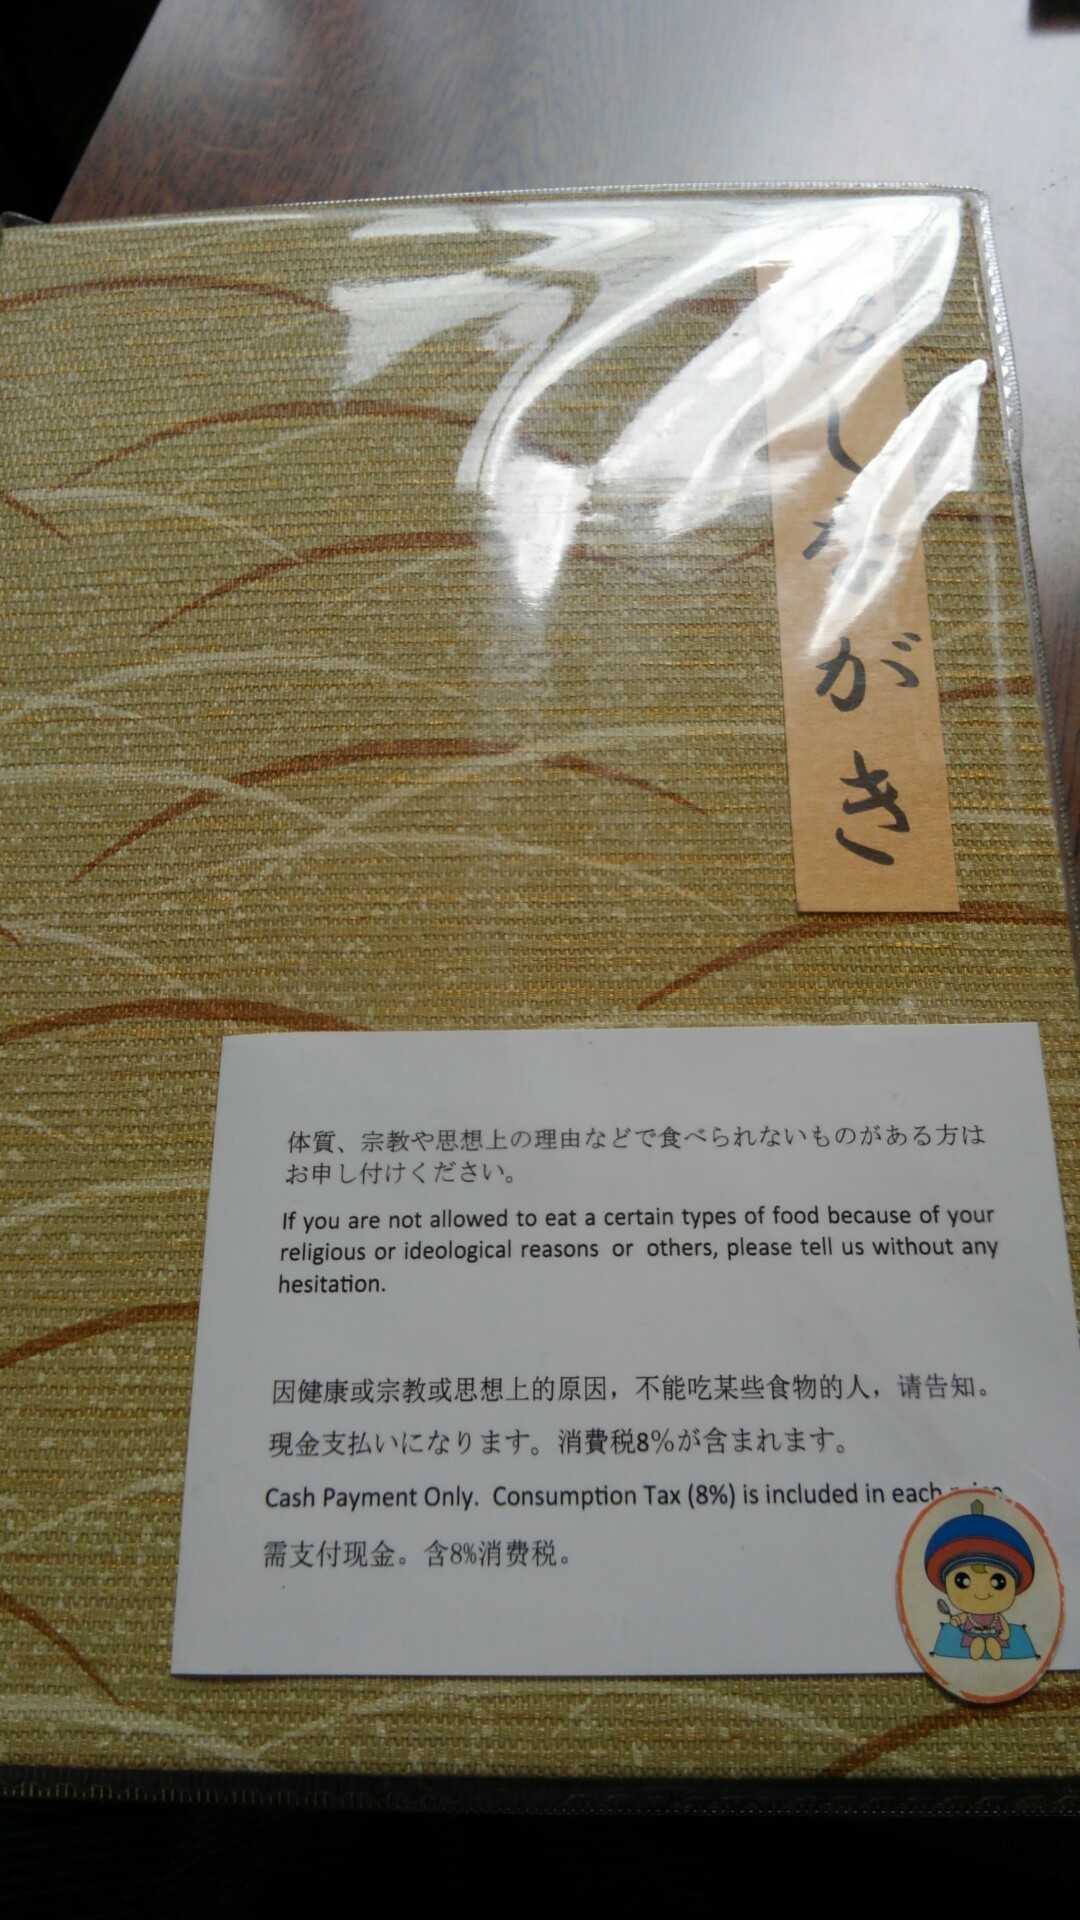 おしながき
体質、宗教や思想上の理由などで食べられないものがある方は
お申し付けください。
If you are not allowed to eat a certain types of food because of your
religious or ideological reasons or others, please tell us without any
hesitation.
因健康或宗教或思想上的原因，不能吃某些食物的人，请告知。
現金支払いになります。消費税8%が含まれます。
Cash Payment Only. Consumption Tax (8%) is included in each
需支付现金。含8%消费税。